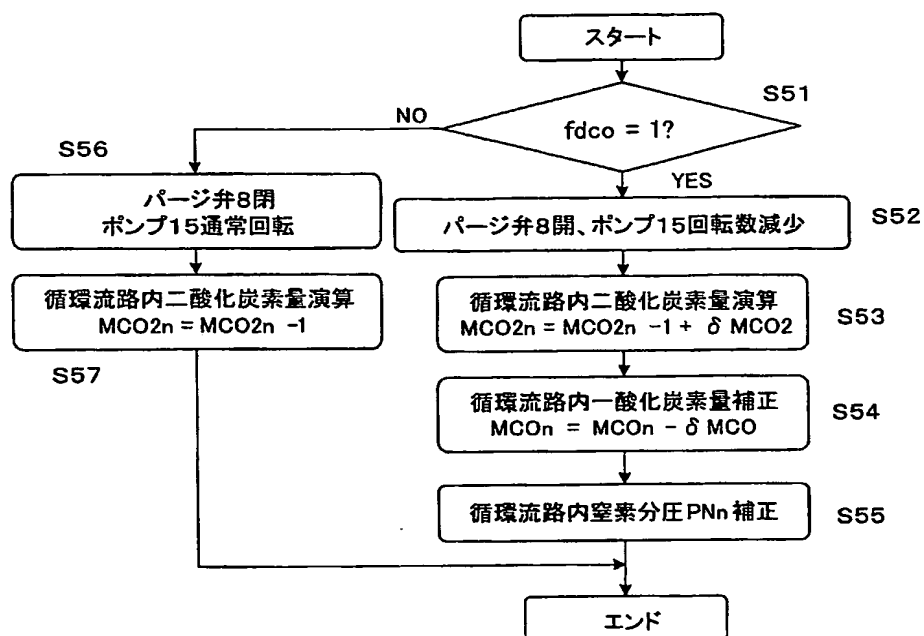 スタート
S51
fdco = 1?
NO
YES
S56
パージ弁8閉
ポンプ15通常回転
S52
パージ弁8開、ポンプ15回転数減少
循環流路内二酸化炭素量演算
MCO2n = MCO2n -1
S57
循環流路内二酸化炭素量演算
MCO2n = MCO2n -1 + δ MCO2
S53
循環流路内一酸化炭素量補正
MCOn = MCOn - δ MCO
S54
循環流路内窒素分圧PNn補正
S55
エンド